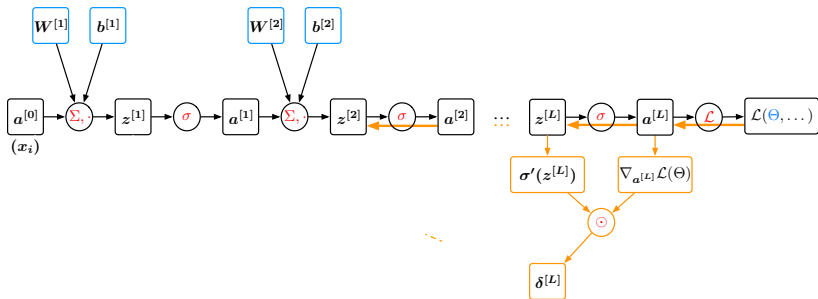 W^{[1]} b^{[1]} W^{[2]} b^{[2]}
a^{[0]} Σ, · z^{[1]} σ a^{[1]} Σ, · z^{[2]} σ a^{[2]} ... z^{[L]} σ a^{[L]} ℒ ℒ(Θ, ...)
(x_i)
σ′(z^{[L]}) ∇_{a^{[L]}}ℒ(Θ)
⊙
δ^{[L]}